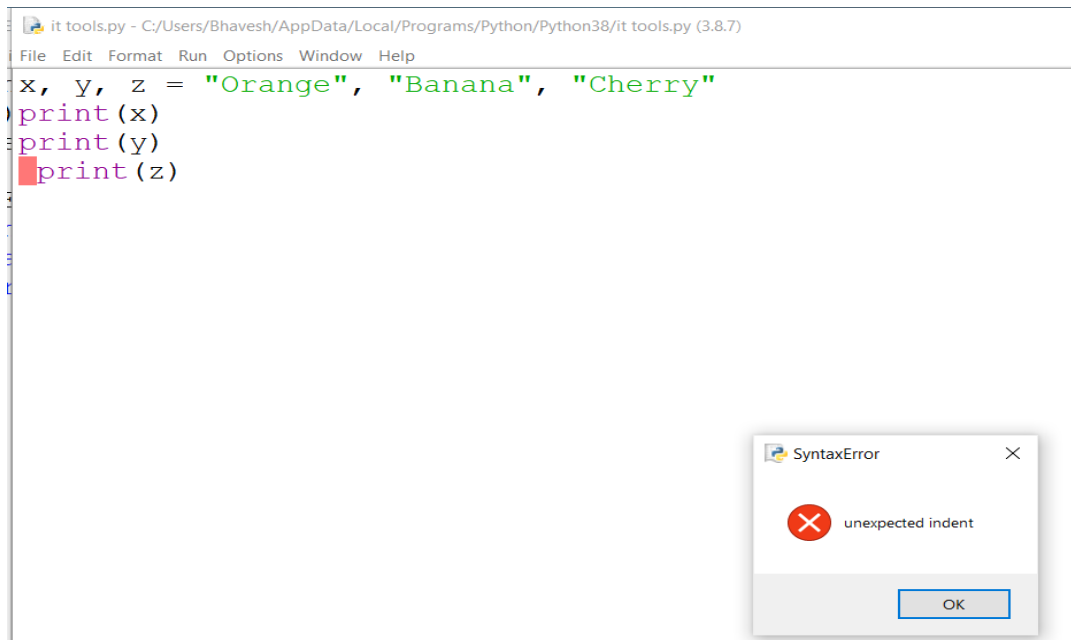 it tools.py - C:/Users/Bhavesh/AppData/Local/Programs/Python/Python38/it tools.py (3.8.7)
File Edit Format Run Options Window Help
x, y, z = "Orange", "Banana", "Cherry"
print(x)
print(y)
 print(z)
SyntaxError
unexpected indent
OK